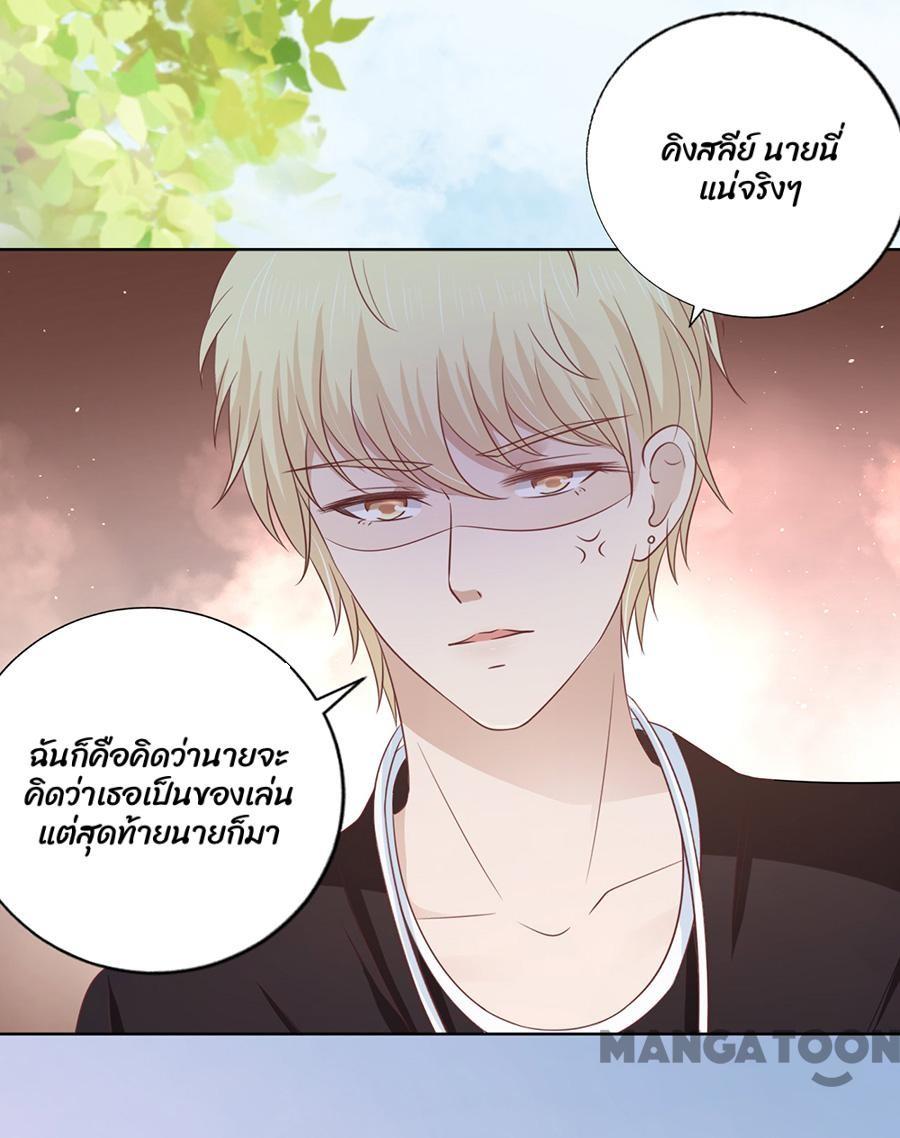 คิงสลีย์ นายนี่
แน่จริงๆ
ฉันก็คือคิดว่านายจะ
คิดว่าเธอเป็นของเล่น
แต่สุดท้ายนายก็มา
MANGATOON